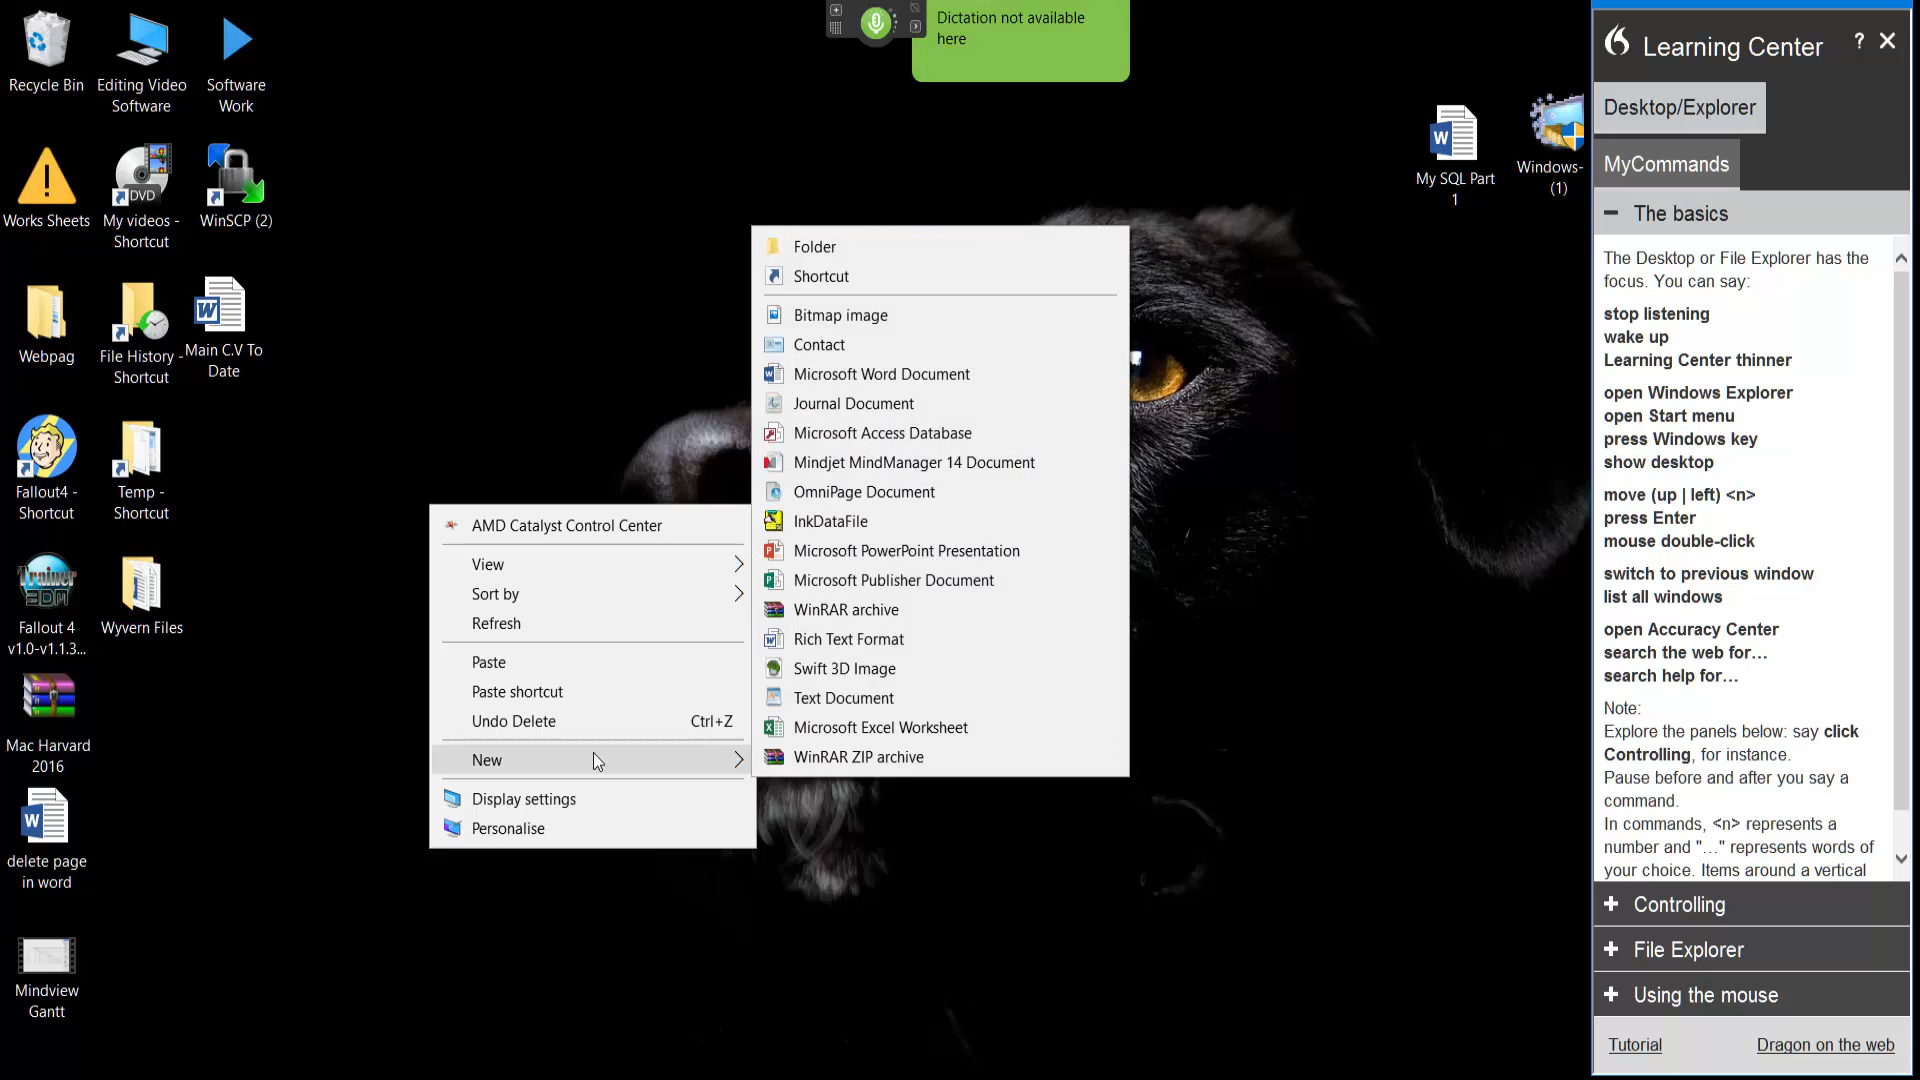 Recycle Bin
Editing Video
Software
Software
Work
Works Sheets
DVD
My videos -
Shortcut
WinSCP (2)
Webpag
File History -
Shortcut
Main C.V To
Date
Fallout4 -
Shortcut
Temp -
Shortcut
Trainer
3DM
Fallout 4
v1.0-v1.1.3...
Wyvern Files
Mac Harvard
2016
delete page
in word
Mindview
Gantt
Dictation not available
here
My SQL Part
1
Windows-
(1)
AMD Catalyst Control Center
View
Sort by
Refresh
Paste
Paste shortcut
Undo Delete Ctrl+Z
New
Display settings
Personalise
Folder
Shortcut
Bitmap image
Contact
Microsoft Word Document
Journal Document
Microsoft Access Database
Mindjet MindManager 14 Document
OmniPage Document
InkDataFile
Microsoft PowerPoint Presentation
Microsoft Publisher Document
WinRAR archive
Rich Text Format
Swift 3D Image
Text Document
Microsoft Excel Worksheet
WinRAR ZIP archive
Learning Center ?
Desktop/Explorer
MyCommands
The basics
The Desktop or File Explorer has the
focus. You can say:
stop listening
wake up
Learning Center thinner
open Windows Explorer
open Start menu
press Windows key
show desktop
move (up | left) <n>
press Enter
mouse double-click
switch to previous window
list all windows
open Accuracy Center
search the web for…
search help for…
Note:
Explore the panels below: say click
Controlling, for instance.
Pause before and after you say a
command.
In commands, <n> represents a
number and "…" represents words of
your choice. Items around a vertical
Controlling
File Explorer
Using the mouse
Tutorial
Dragon on the web